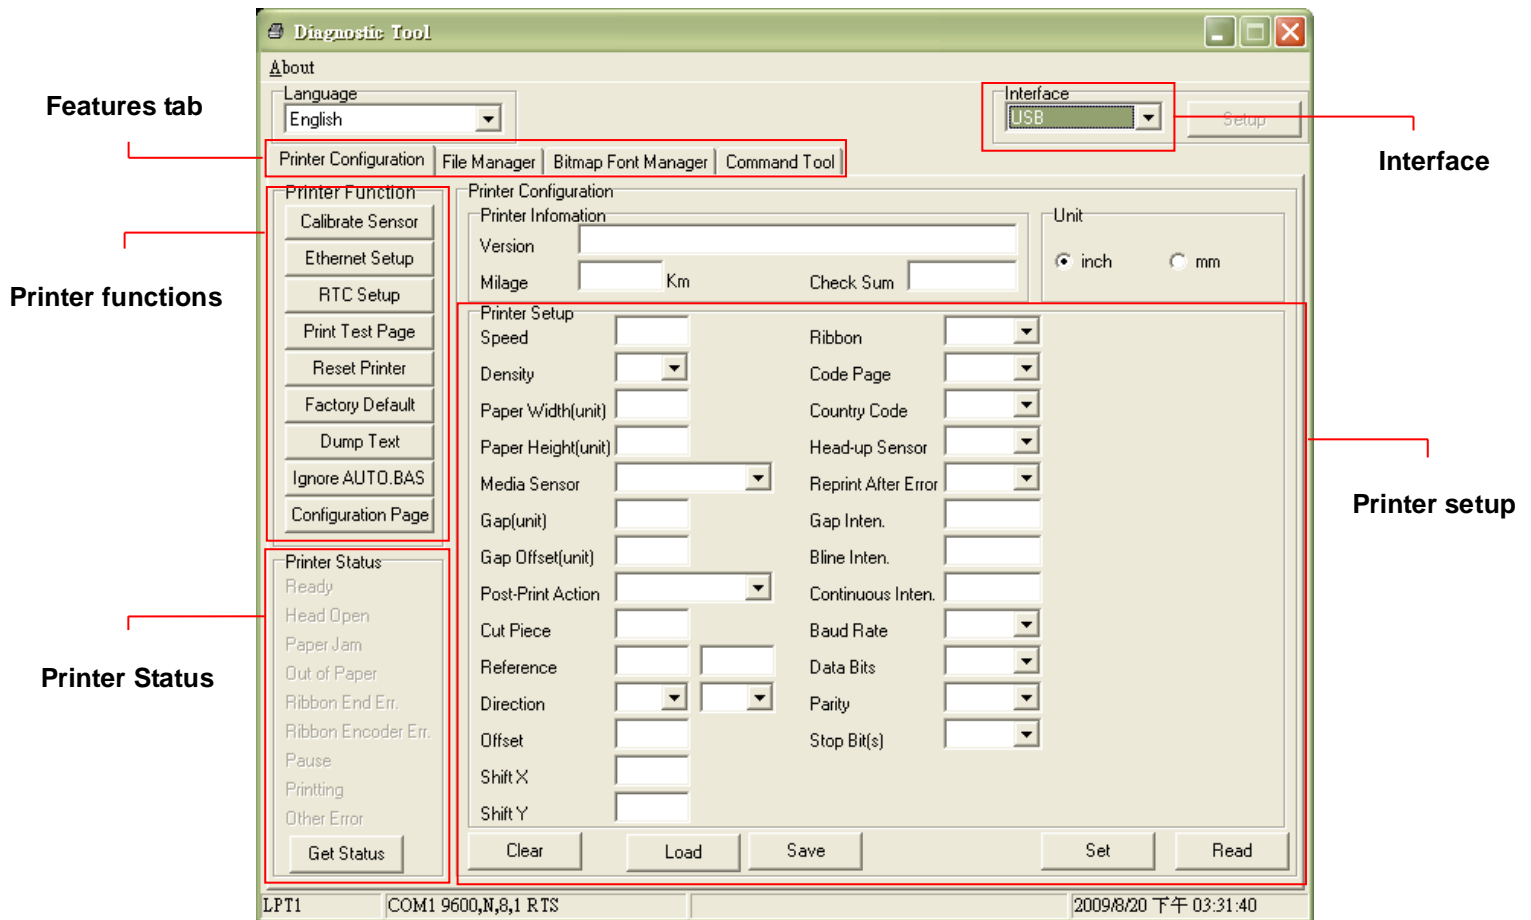 Diagnostic Tool
About
Language
English
Interface
USB
Setup
Features tab
Interface
Printer Configuration
File Manager
Bitmap Font Manager
Command Tool
Printer Function
Calibrate Sensor
Ethernet Setup
RTC Setup
Print Test Page
Reset Printer
Factory Default
Dump Text
Ignore AUTO.BAS
Configuration Page
Printer functions
Printer Status
Ready
Head Open
Paper Jam
Out of Paper
Ribbon End Err.
Ribbon Encoder Err.
Pause
Printting
Other Error
Get Status
Printer Status
Printer Configuration
Printer Infomation
Version
Milage
Km
Check Sum
Unit
inch
mm
Printer Setup
Speed
Density
Paper Width(unit)
Paper Height(unit)
Media Sensor
Gap(unit)
Gap Offset(unit)
Post-Print Action
Cut Piece
Reference
Direction
Offset
Shift X
Shift Y
Ribbon
Code Page
Country Code
Head-up Sensor
Reprint After Error
Gap Inten.
Bline Inten.
Continuous Inten.
Baud Rate
Data Bits
Parity
Stop Bit(s)
Clear
Load
Save
Set
Read
Printer setup
LPT1
COM1 9600,N,8,1 RTS
2009/8/20 下午 03:31:40